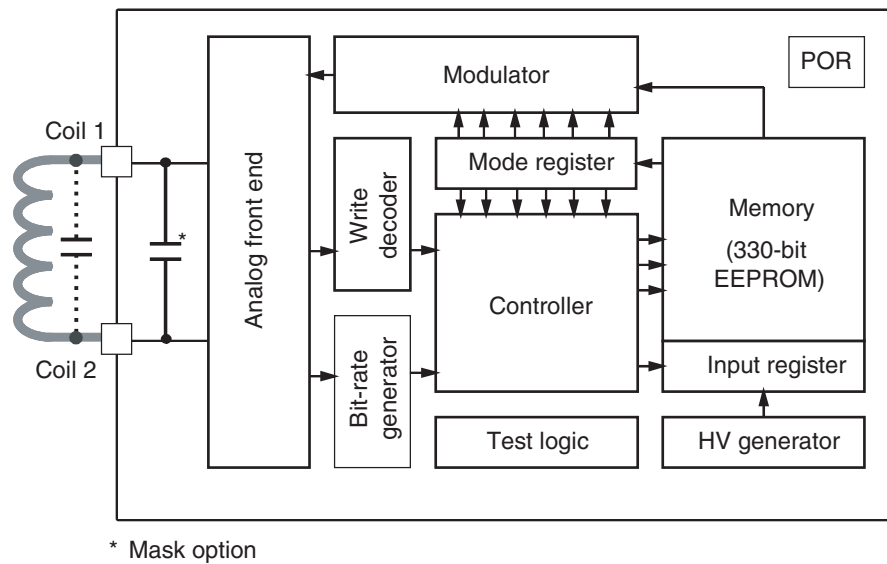 POR
Modulator
Coil 1
Mode register
Analog front end
*
Write
decoder
Memory
(330-bit
EEPROM)
Controller
Coil 2
Bit-rate
generator
Input register
Test logic
HV generator
* Mask option